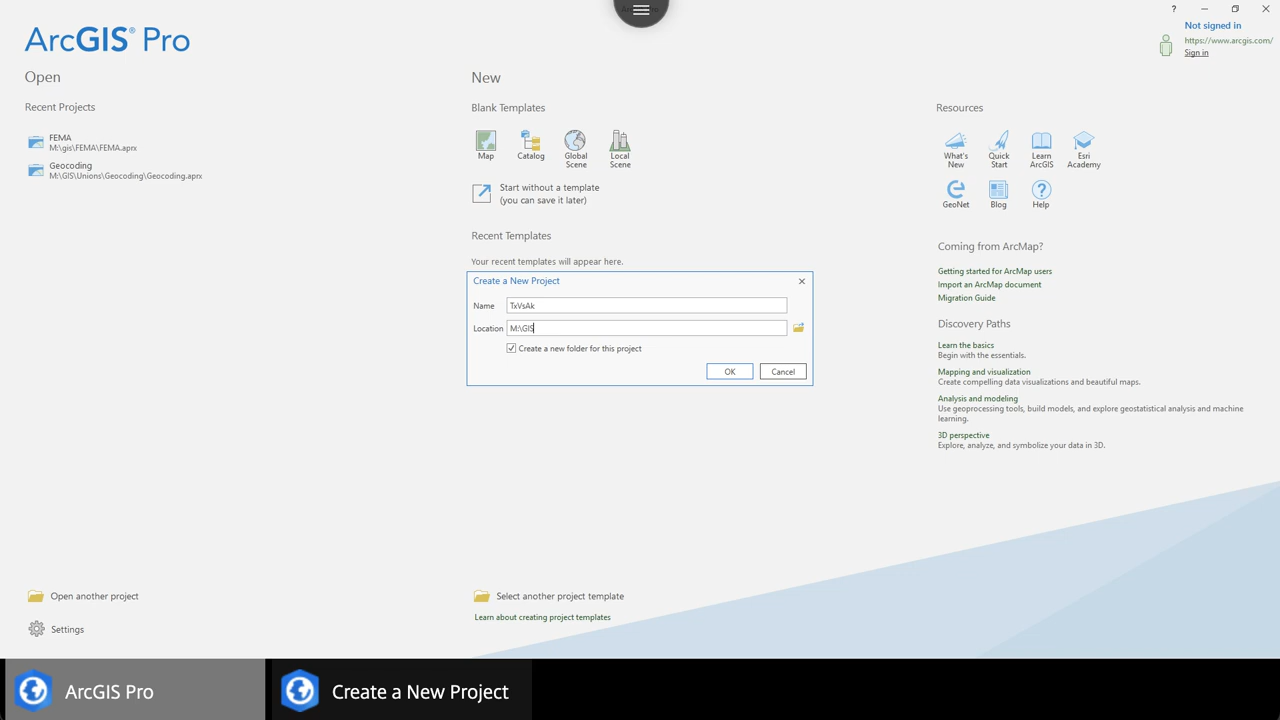 ArcGIS® Pro
?
Not signed in
https://www.arcgis.com/
Sign in
Open
Recent Projects
FEMA
M:\gis\FEMA\FEMA.aprx
Geocoding
M:\GIS\Unions\Geocoding\Geocoding.aprx
New
Blank Templates
Map
Catalog
Global Scene
Local Scene
Start without a template
(you can save it later)
Recent Templates
Your recent templates will appear here.
Create a New Project
Name
TxVsAk
Location
M:\GIS
Create a new folder for this project
OK
Cancel
Resources
What's New
Quick Start
Learn ArcGIS
Esri Academy
GeoNet
Blog
Help
Coming from ArcMap?
Getting started for ArcMap users
Import an ArcMap document
Migration Guide
Discovery Paths
Learn the basics
Begin with the essentials.
Mapping and visualization
Create compelling data visualizations and beautiful maps.
Analysis and modeling
Use geoprocessing tools, build models, and explore geostatistical analysis and machine
learning.
3D perspective
Explore, analyze, and symbolize your data in 3D.
Open another project
Settings
Select another project template
Learn about creating project templates
ArcGIS Pro
Create a New Project